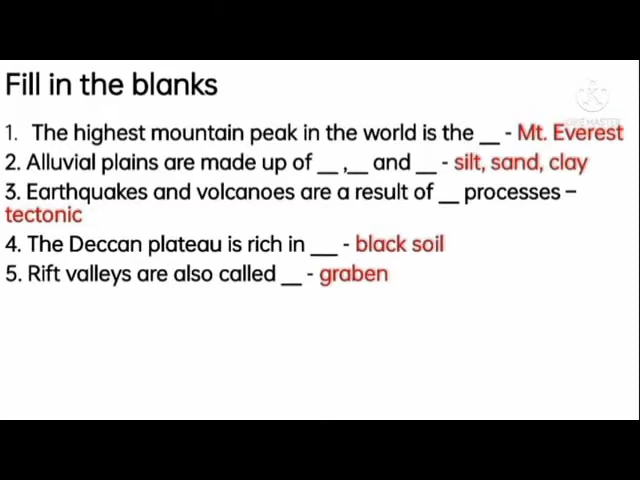 Fill in the blanks
1. The highest mountain peak in the world is the __ - Mt. Everest
2. Alluvial plains are made up of __ ,__ and __ - silt, sand, clay
3. Earthquakes and volcanoes are a result of __ processes –
tectonic
4. The Deccan plateau is rich in __ - black soil
5. Rift valleys are also called __ - graben